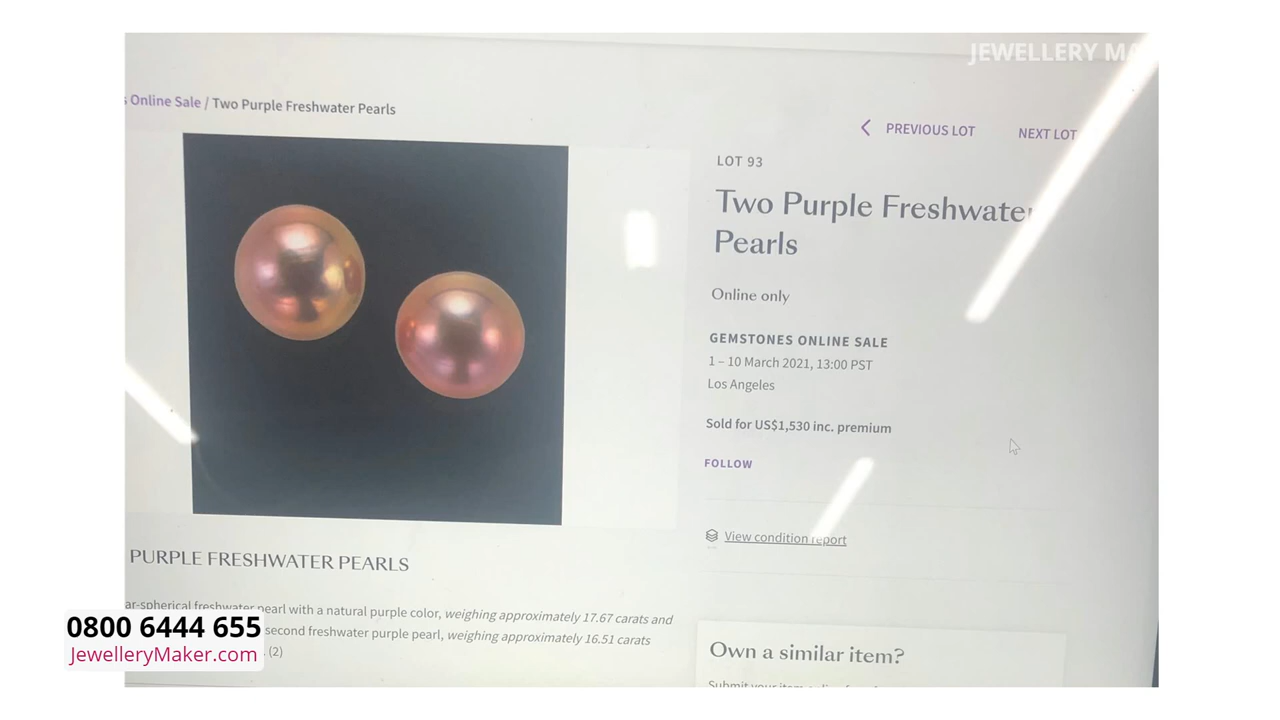 JEWELLERY
Online Sale / Two Purple Freshwater Pearls
PREVIOUS LOT NEXT LOT
LOT 93
Two Purple Freshwater
Pearls
Online only
GEMSTONES ONLINE SALE
1 – 10 March 2021, 13:00 PST
Los Angeles
Sold for US$1,530 inc. premium
FOLLOW
View condition report
PURPLE FRESHWATER PEARLS
ar-spherical freshwater pearl with a natural purple color, weighing approximately 17.67 carats and
second freshwater purple pearl, weighing approximately 16.51 carats
(2)
Own a similar item?
Submit your item online
0800 6444 655
JewelleryMaker.com